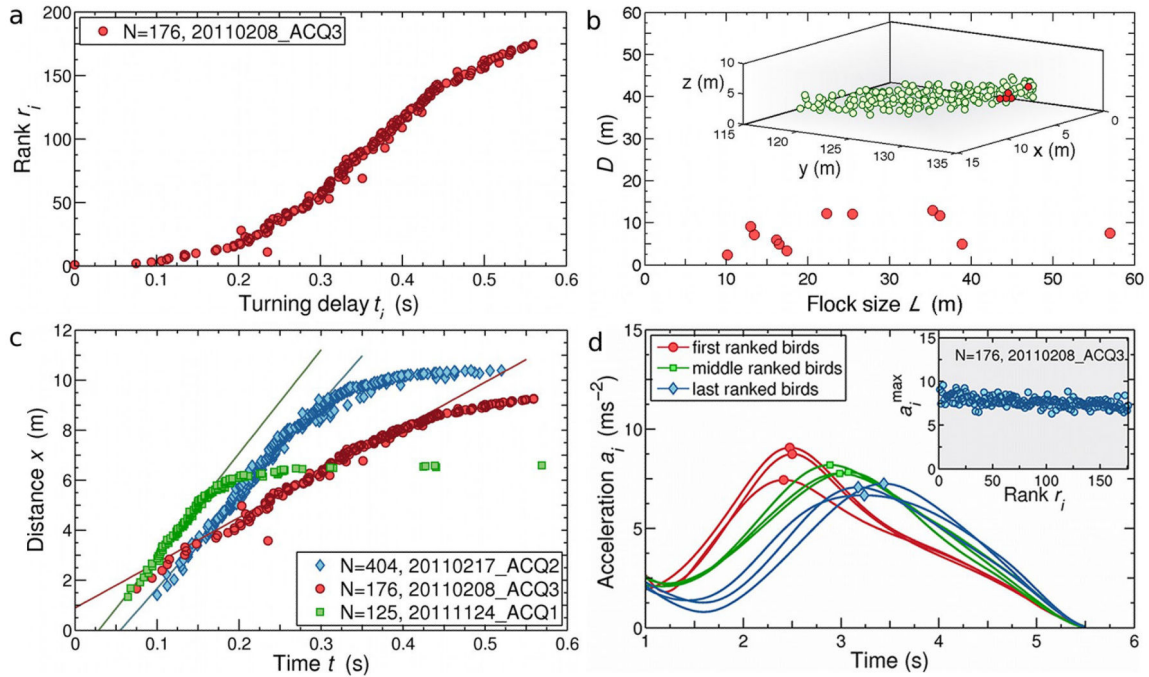 a
N=176, 20110208_ACQ3
Rank r_i
200
150
100
50
0
0 0.1 0.2 0.3 0.4 0.5 0.6
Turning delay t_i (s)
b
D (m)
60
50
40
30
20
10
0
0 10 20 30 40 50 60
Flock size L (m)
z (m)
10
5
0
115
120
125
130
135
y (m)
15
10
5
0
x (m)
c
Distance x (m)
12
10
8
6
4
2
0
N=404, 20110217_ACQ2
N=176, 20110208_ACQ3
N=125, 20111124_ACQ1
0 0.1 0.2 0.3 0.4 0.5 0.6
Time t (s)
d
Acceleration a_i (ms⁻²)
15
10
5
0
first ranked birds
middle ranked birds
last ranked birds
N=176, 20110208_ACQ3
a_i^max
15
10
5
0
0 50 100 150
Rank r_i
1 2 3 4 5 6
Time (s)